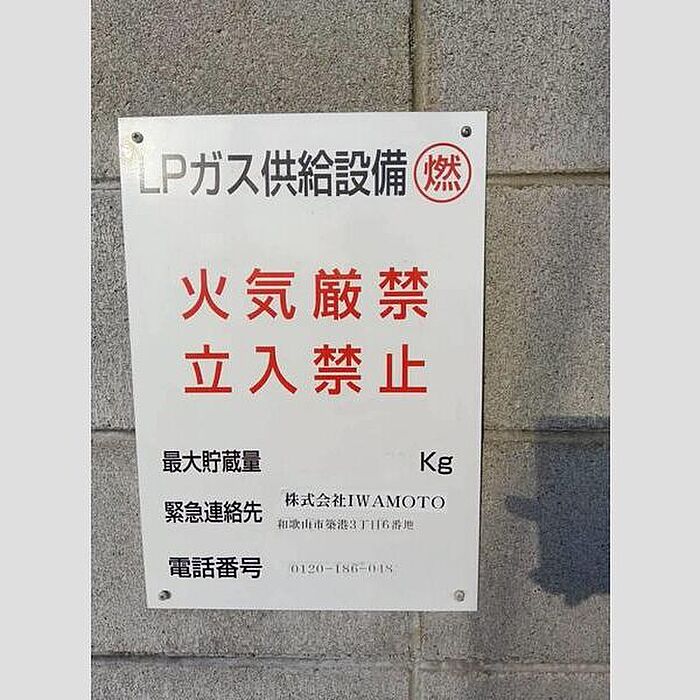 LPガス供給設備 燃
火気厳禁
立入禁止
最大貯蔵量 Kg
緊急連絡先 株式会社IWAMOTO
和歌山市築港3丁目6番地
電話番号 0120-186-048